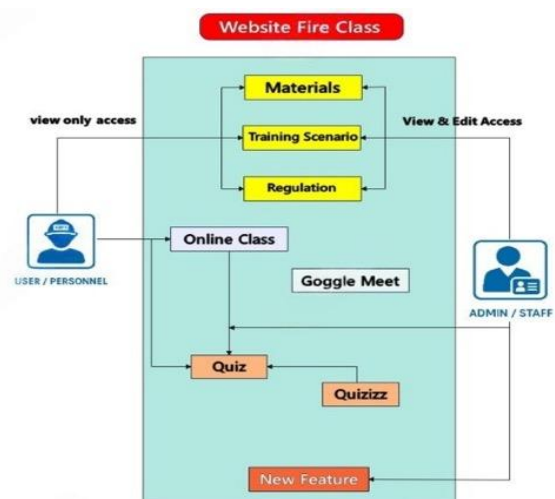 Website Fire Class
Materials
view only access
View & Edit Access
Training Scenario
Regulation
Online Class
USER / PERSONNEL
Goggle Meet
ADMIN / STAFF
Quiz
Quizizz
New Feature